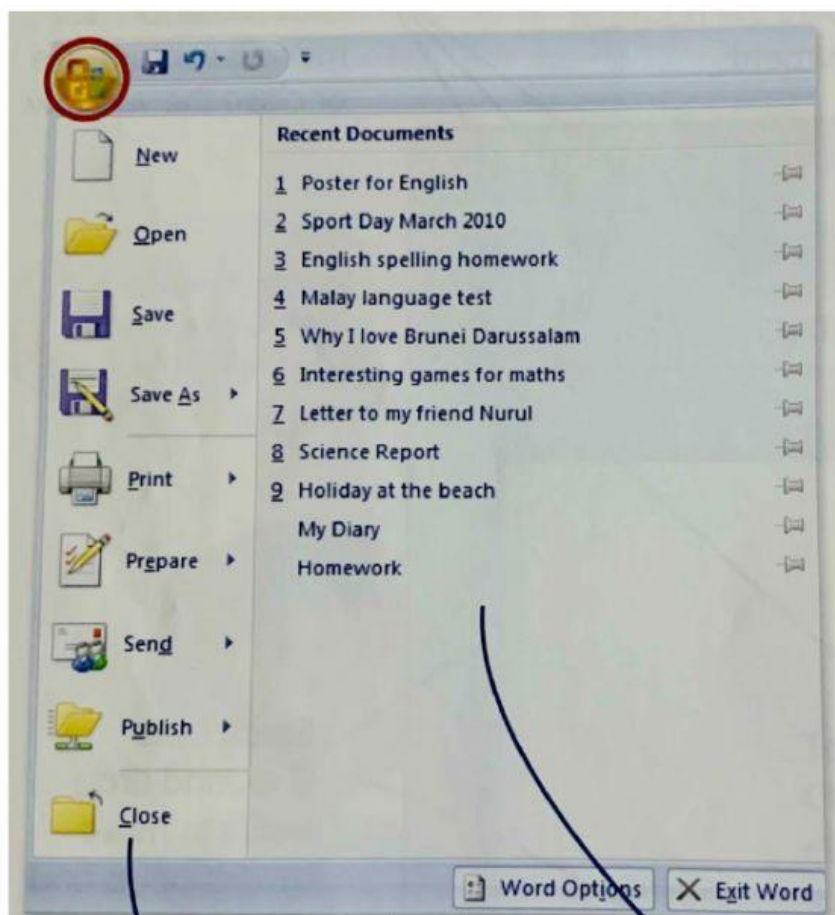 New
Open
Save
Save As
Print
Prepare
Send
Publish
Close
Recent Documents
1 Poster for English
2 Sport Day March 2010
3 English spelling homework
4 Malay language test
5 Why I love Brunei Darussalam
6 Interesting games for maths
7 Letter to my friend Nurul
8 Science Report
9 Holiday at the beach
My Diary
Homework
Word Options
Exit Word